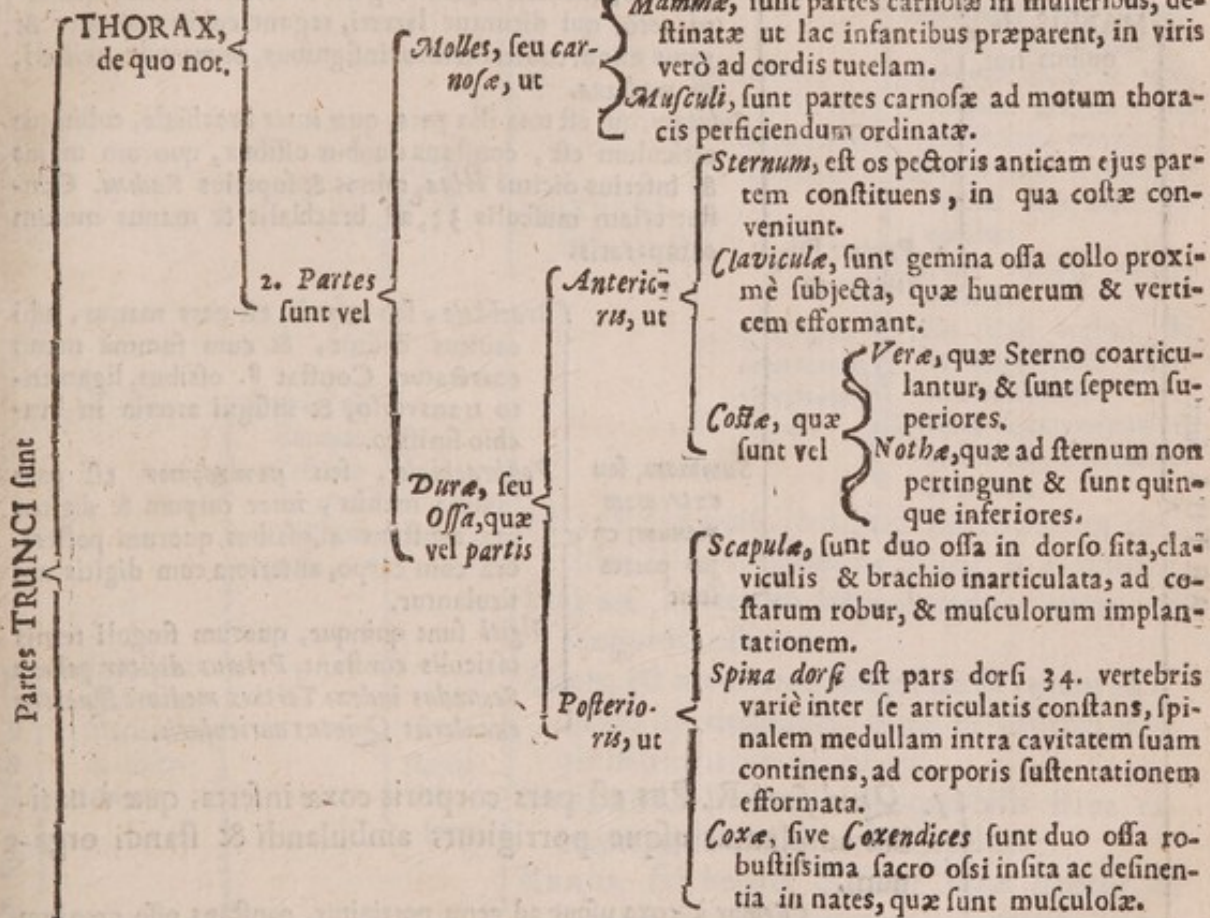 Partes TRUNCI sunt
THORAX,
de quo not.
2. Partes
sunt vel
Molles, seu car-
nosæ, ut
Mammæ, sunt partes carnosæ in mulieribus, de-
stinatæ ut lac infantibus præparent, in viris
verò ad cordis tutelam.
Musculi, sunt partes carnosæ ad motum thora-
cis perficiendum ordinatæ.
Duræ, seu
Ossa, quæ
vel partis
Anterio-
ris, ut
Sternum, est os pectoris anticam ejus par-
tem constituens, in qua costæ con-
veniunt.
Claviculæ, sunt gemina ossa collo proxi-
mè subjecta, quæ humerum & verti-
cem efformant.
Costæ, quæ
sunt vel
Veræ, quæ Sterno coarticu-
lantur, & sunt septem su-
periores.
Nothæ, quæ ad sternum non
pertingunt & sunt quin-
que inferiores.
Posterio-
ris, ut
Scapulæ, sunt duo ossa in dorso sita, cla-
viculis & brachio inarticulata, ad co-
statum robur, & musculorum implan-
tationem.
Spina dorsi est pars dorsi 34. vertebris
variè inter se articulatis constans, spi-
nalem medullam intra cavitatem suam
continens, ad corporis sustentationem
efformata.
Coxæ, sive Coxendices sunt duo ossa ro-
bustissima sacro ossi insita ac desinen-
tia in nates, quæ sunt musculosæ.